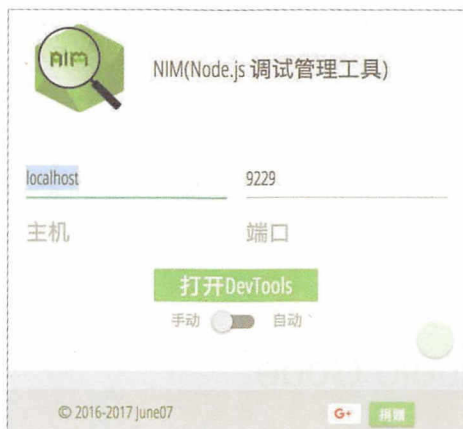 NIM
NIM(Node.js 调试管理工具)
localhost 9229
主机 端口
打开DevTools
手动 自动
© 2016-2017 June07 G+ 捐赠